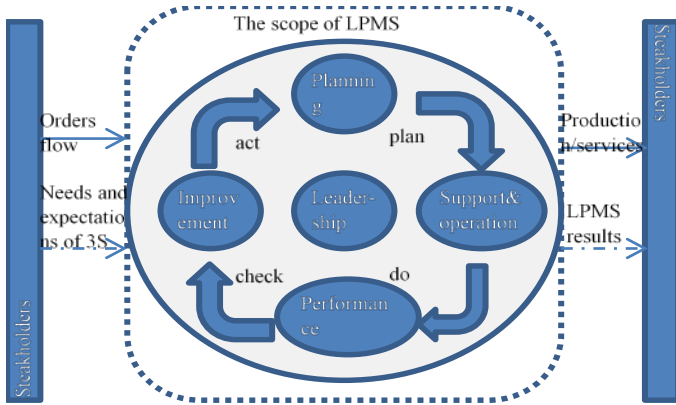 The scope of LPMS
Steakholders
Orders
flow
Needs and
expectatio
ns of 3S
Plannin
g
act
plan
Improv
ement
Leader-
ship
Support&
operation
check
do
Performan
ce
Productio
n/services
LPMS
results
Steakholders